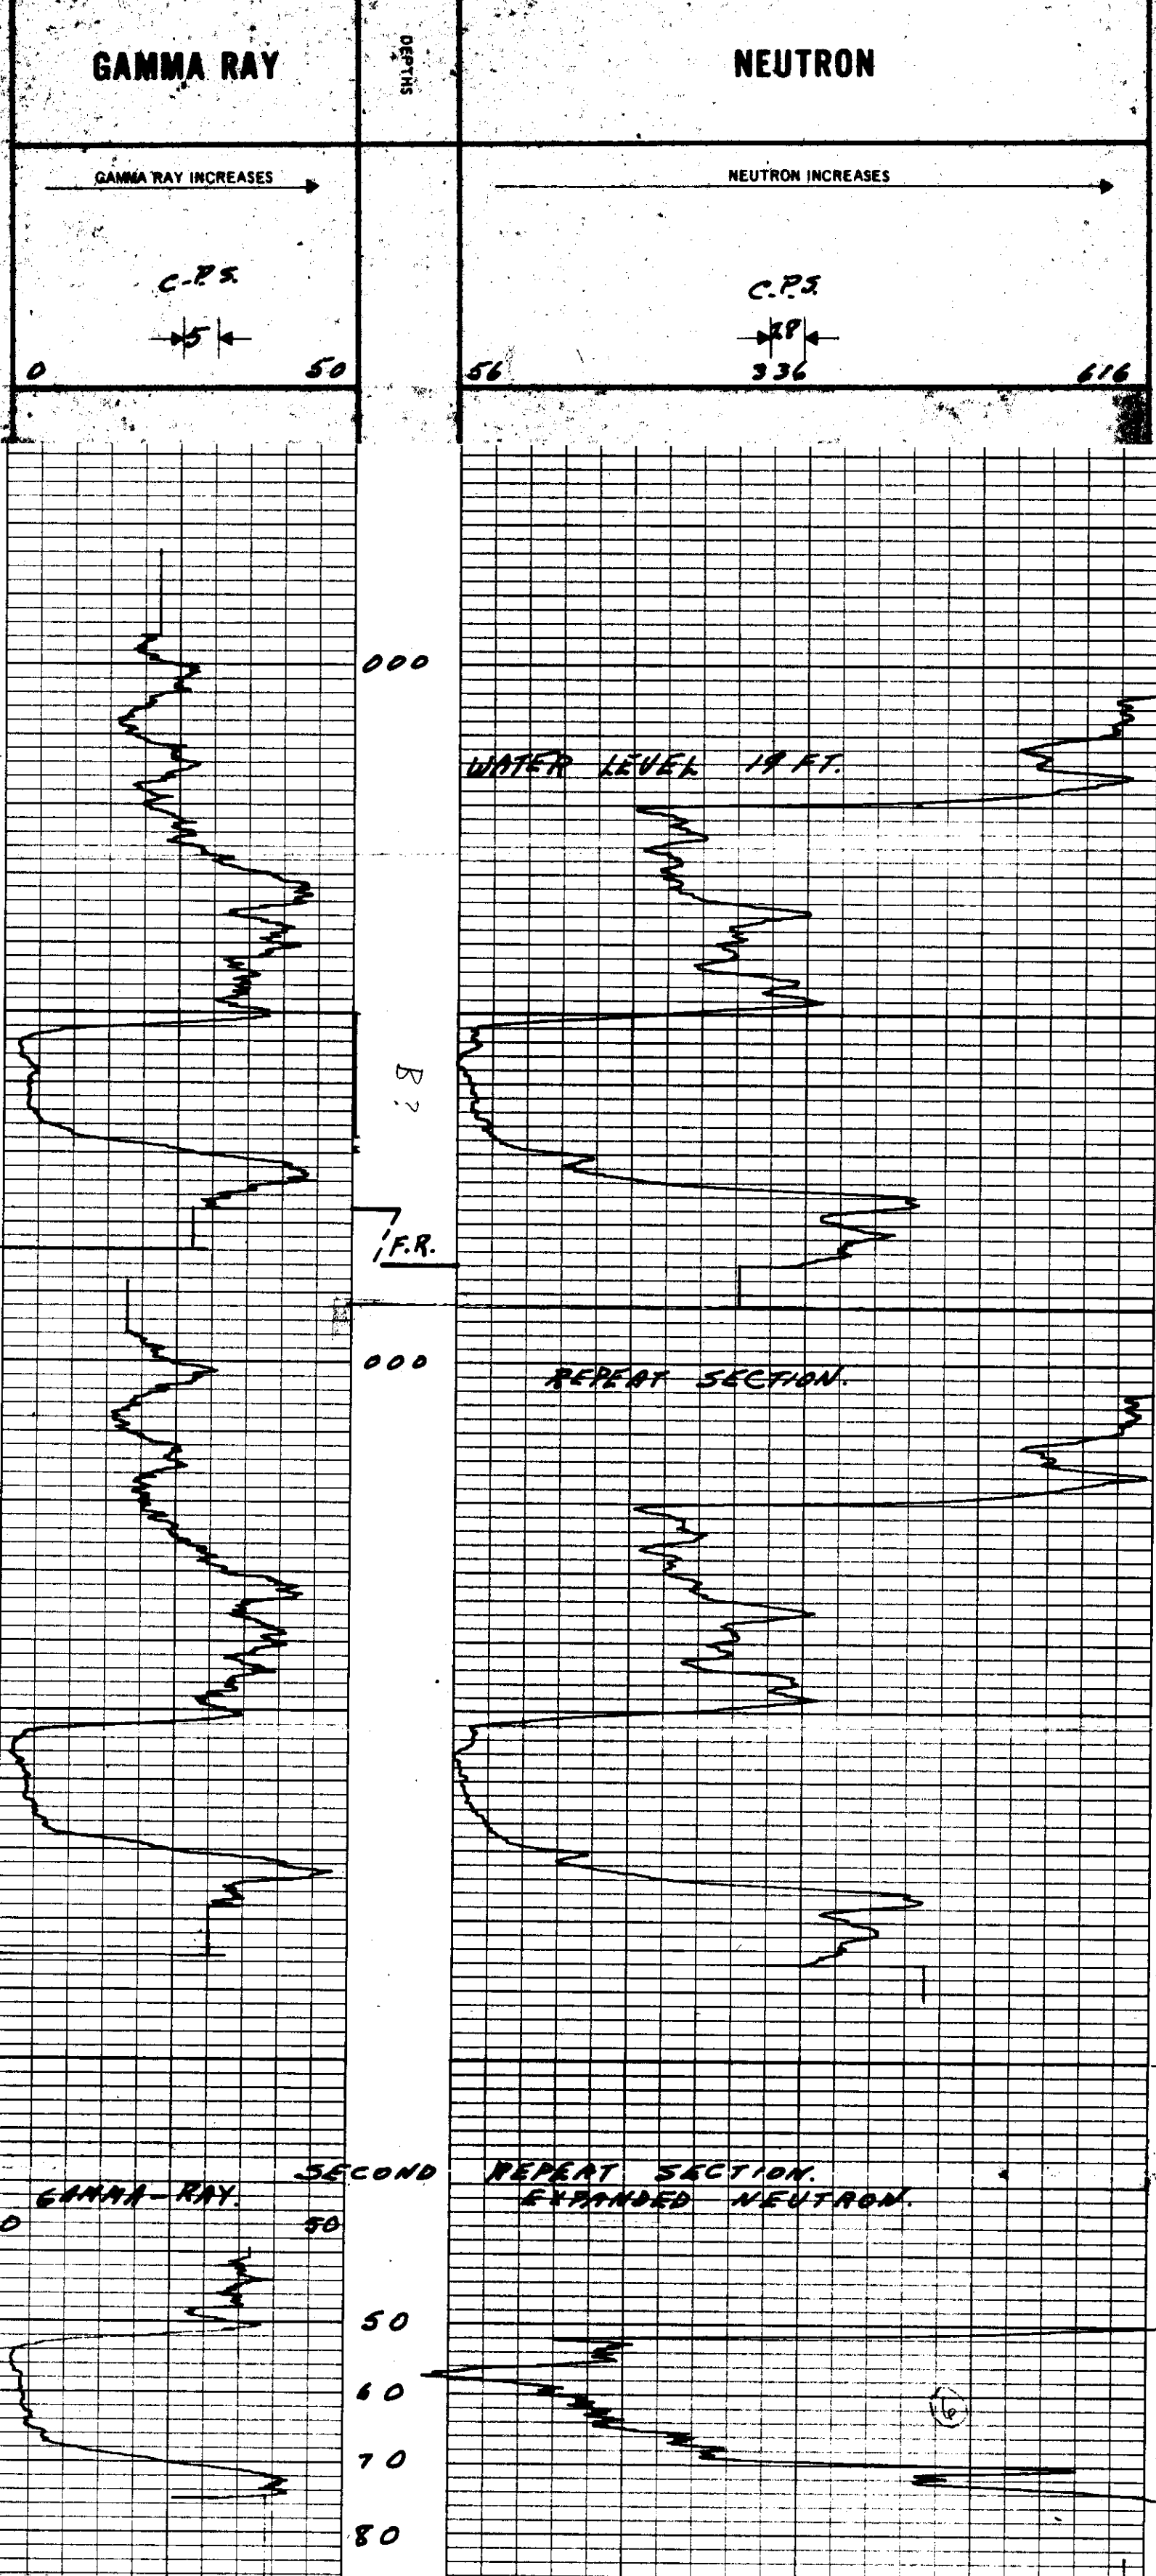 GAMMA RAY
DEPTHS
NEUTRON
GAMMA RAY INCREASES
NEUTRON INCREASES
C.P.S.
C.P.S.
5
28
0 50
56 336 616
000
WATER LEVEL 19 FT.
B?
F.R.
000
REPEAT SECTION.
SECOND REPEAT SECTION.
GAMMA-RAY. EXPANDED NEUTRON.
0 50
50
60
6
70
80